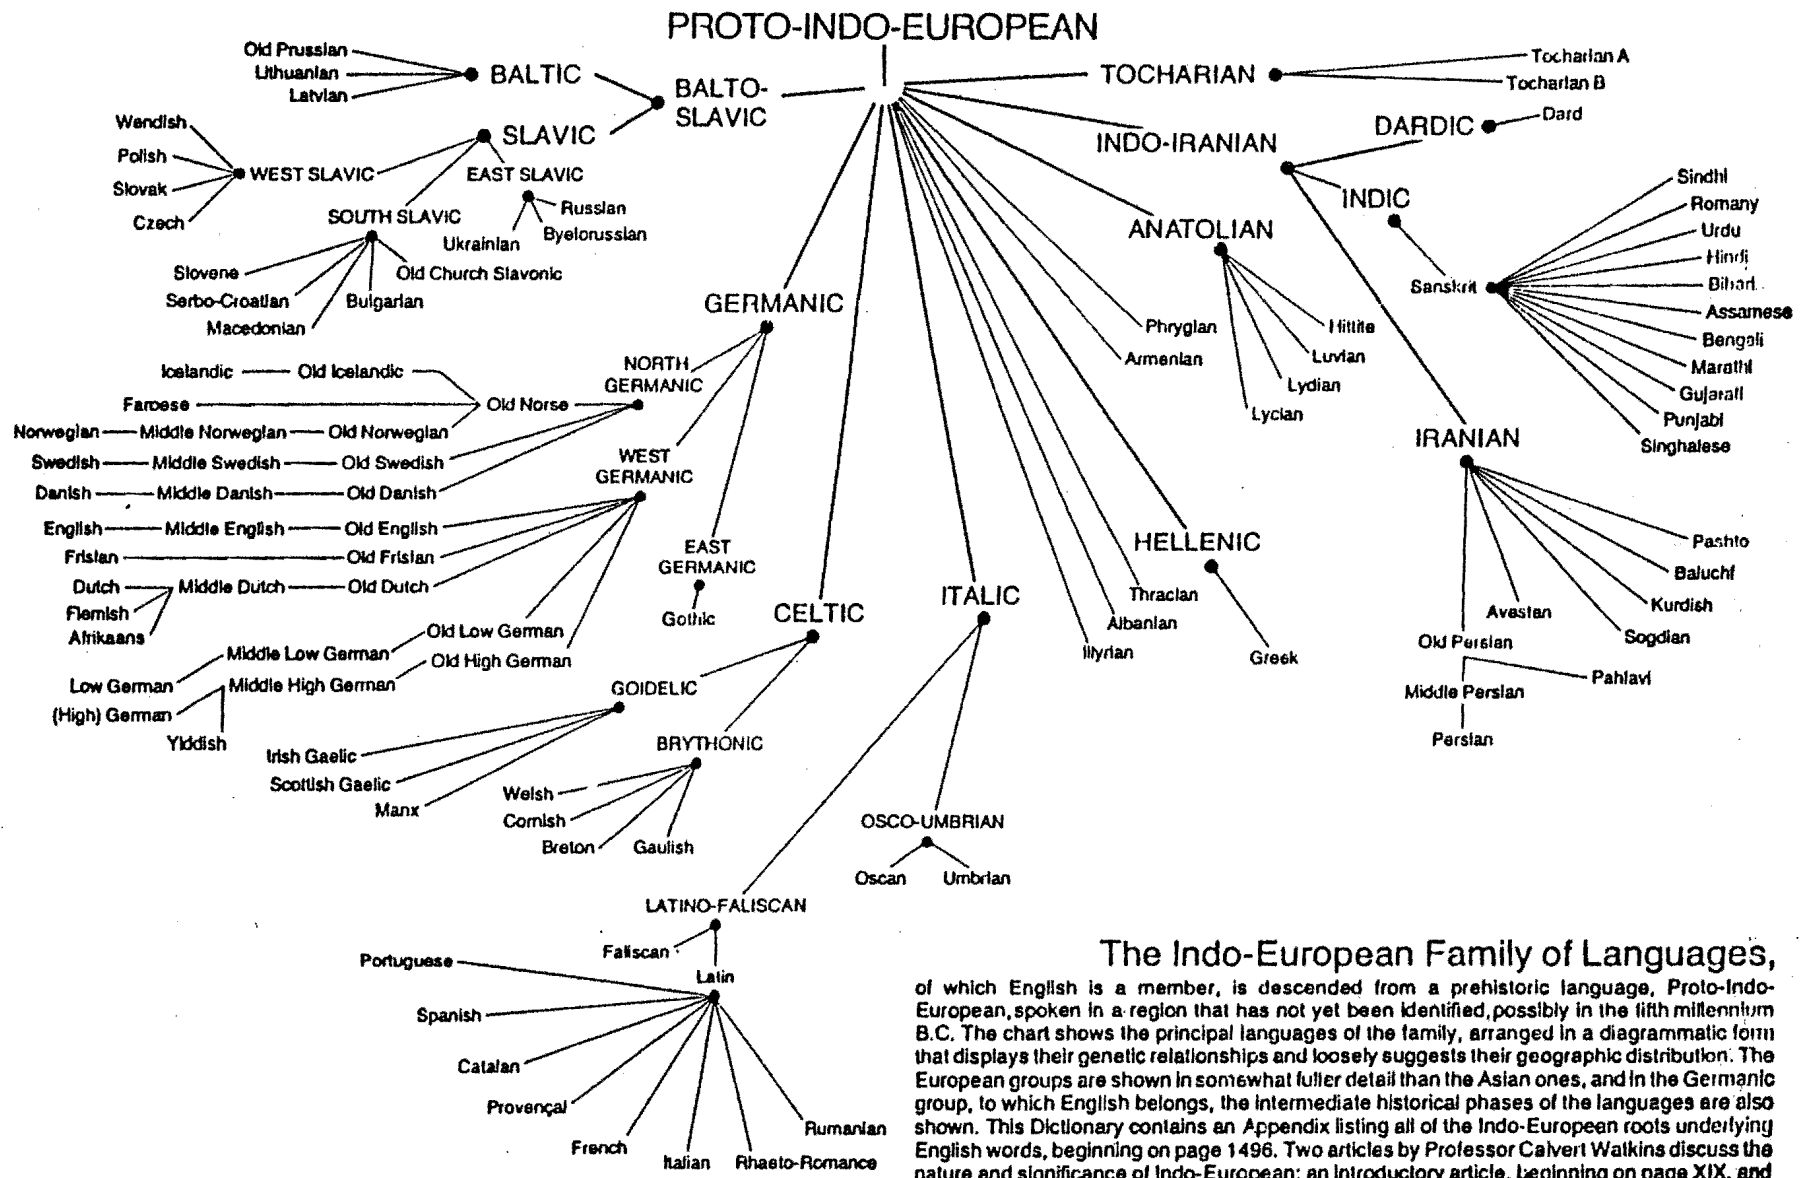 PROTO-INDO-EUROPEAN
Old Prussian
Lithuanian
Latvian
BALTIC
BALTO-
SLAVIC
TOCHARIAN
Tocharian A
Tocharian B
Wendish
Polish
Slovak
Czech
WEST SLAVIC
SLAVIC
EAST SLAVIC
Russian
Byelorussian
Ukrainian
SOUTH SLAVIC
Slovene
Serbo-Croatian
Macedonian
Bulgarian
Old Church Slavonic
INDO-IRANIAN
DARDIC
Dard
INDIC
Sanskrit
Sindhi
Romany
Urdu
Hindi
Bihari
Assamese
Bengali
Marathi
Gujarati
Punjabi
Singhalese
ANATOLIAN
Hittite
Luvian
Lydian
Lycian
Phrygian
Armenian
GERMANIC
NORTH
GERMANIC
Icelandic Old Icelandic
Faroese Old Norse
Norwegian Middle Norwegian Old Norwegian
Swedish Middle Swedish Old Swedish
Danish Middle Danish Old Danish
WEST
GERMANIC
English Middle English Old English
Frisian Old Frisian
Dutch Middle Dutch Old Dutch
Flemish
Afrikaans
Old Low German
Middle Low German
Low German
Old High German
Middle High German
(High) German
Yiddish
EAST
GERMANIC
Gothic
CELTIC
GOIDELIC
Irish Gaelic
Scottish Gaelic
Manx
BRYTHONIC
Welsh
Cornish
Breton
Gaulish
ITALIC
OSCO-UMBRIAN
Oscan
Umbrian
LATINO-FALISCAN
Faliscan
Latin
Portuguese
Spanish
Catalan
Provençal
French
Italian
Rhaeto-Romance
Rumanian
Thracian
Albanian
Illyrian
HELLENIC
Greek
IRANIAN
Pashto
Baluchi
Kurdish
Sogdian
Avestan
Old Persian
Pahlavi
Middle Persian
Persian
The Indo-European Family of Languages,
of which English is a member, is descended from a prehistoric language, Proto-Indo-
European, spoken in a region that has not yet been identified, possibly in the fifth millennium
B.C. The chart shows the principal languages of the family, arranged in a diagrammatic form
that displays their genetic relationships and loosely suggests their geographic distribution. The
European groups are shown in somewhat fuller detail than the Asian ones, and in the Germanic
group, to which English belongs, the intermediate historical phases of the languages are also
shown. This Dictionary contains an Appendix listing all of the Indo-European roots underlying
English words, beginning on page 1496. Two articles by Professor Calvert Watkins discuss the
nature and significance of Indo-European: an introductory article, beginning on page XIX, and